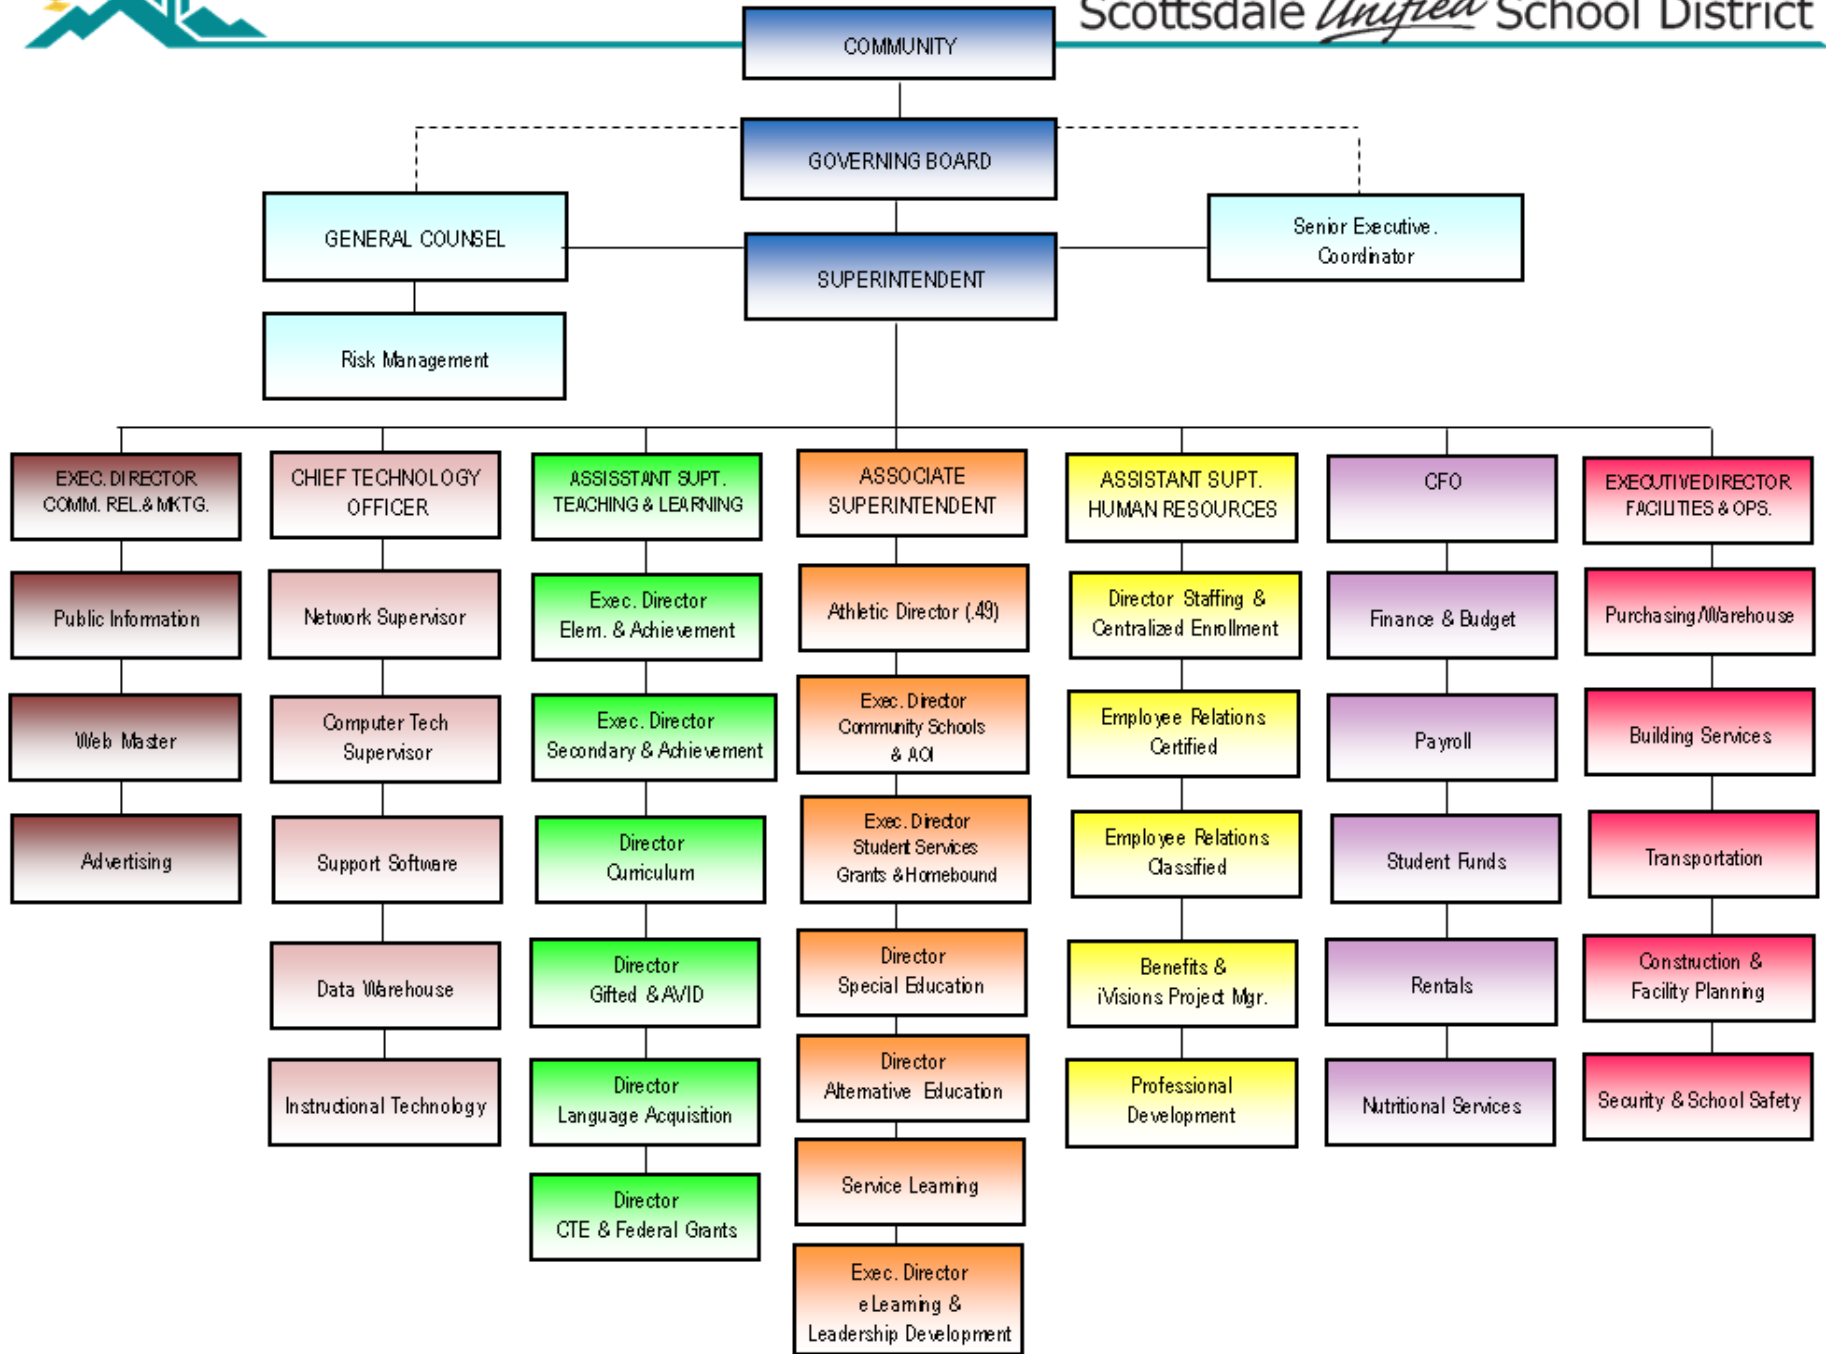 Scottsdale Unified School District
COMMUNITY
GOVERNING BOARD
GENERAL COUNSEL
Senior Executive.
Coordinator
SUPERINTENDENT
Risk Management
EXEC. DIRECTOR
COMM. REL.& MKTG.
Public Information
Web Master
Advertising
CHIEF TECHNOLOGY
OFFICER
Network Supervisor
Computer Tech
Supervisor
Support Software
Data Warehouse
Instructional Technology
ASSISSTANT SUPT.
TEACHING & LEARNING
Exec. Director
Elem. & Achievement
Exec. Director
Secondary & Achievement
Director
Curriculum
Director
Gifted & AVID
Director
Language Acquisition
Director
CTE & Federal Grants
ASSOCIATE
SUPERINTENDENT
Athletic Director (.49)
Exec. Director
Community Schools
& AOI
Exec. Director
Student Services
Grants & Homebound
Director
Special Education
Director
Alternative Education
Service Learning
Exec. Director
eLearning &
Leadership Development
ASSISTANT SUPT.
HUMAN RESOURCES
Director Staffing &
Centralized Enrollment
Employee Relations
Certified
Employee Relations
Classified
Benefits &
iVisions Project Mgr.
Professional
Development
CFO
Finance & Budget
Payroll
Student Funds
Rentals
Nutritional Services
EXECUTIVE DIRECTOR
FACILITIES & OPS.
Purchasing/Warehouse
Building Services
Transportation
Construction &
Facility Planning
Security & School Safety